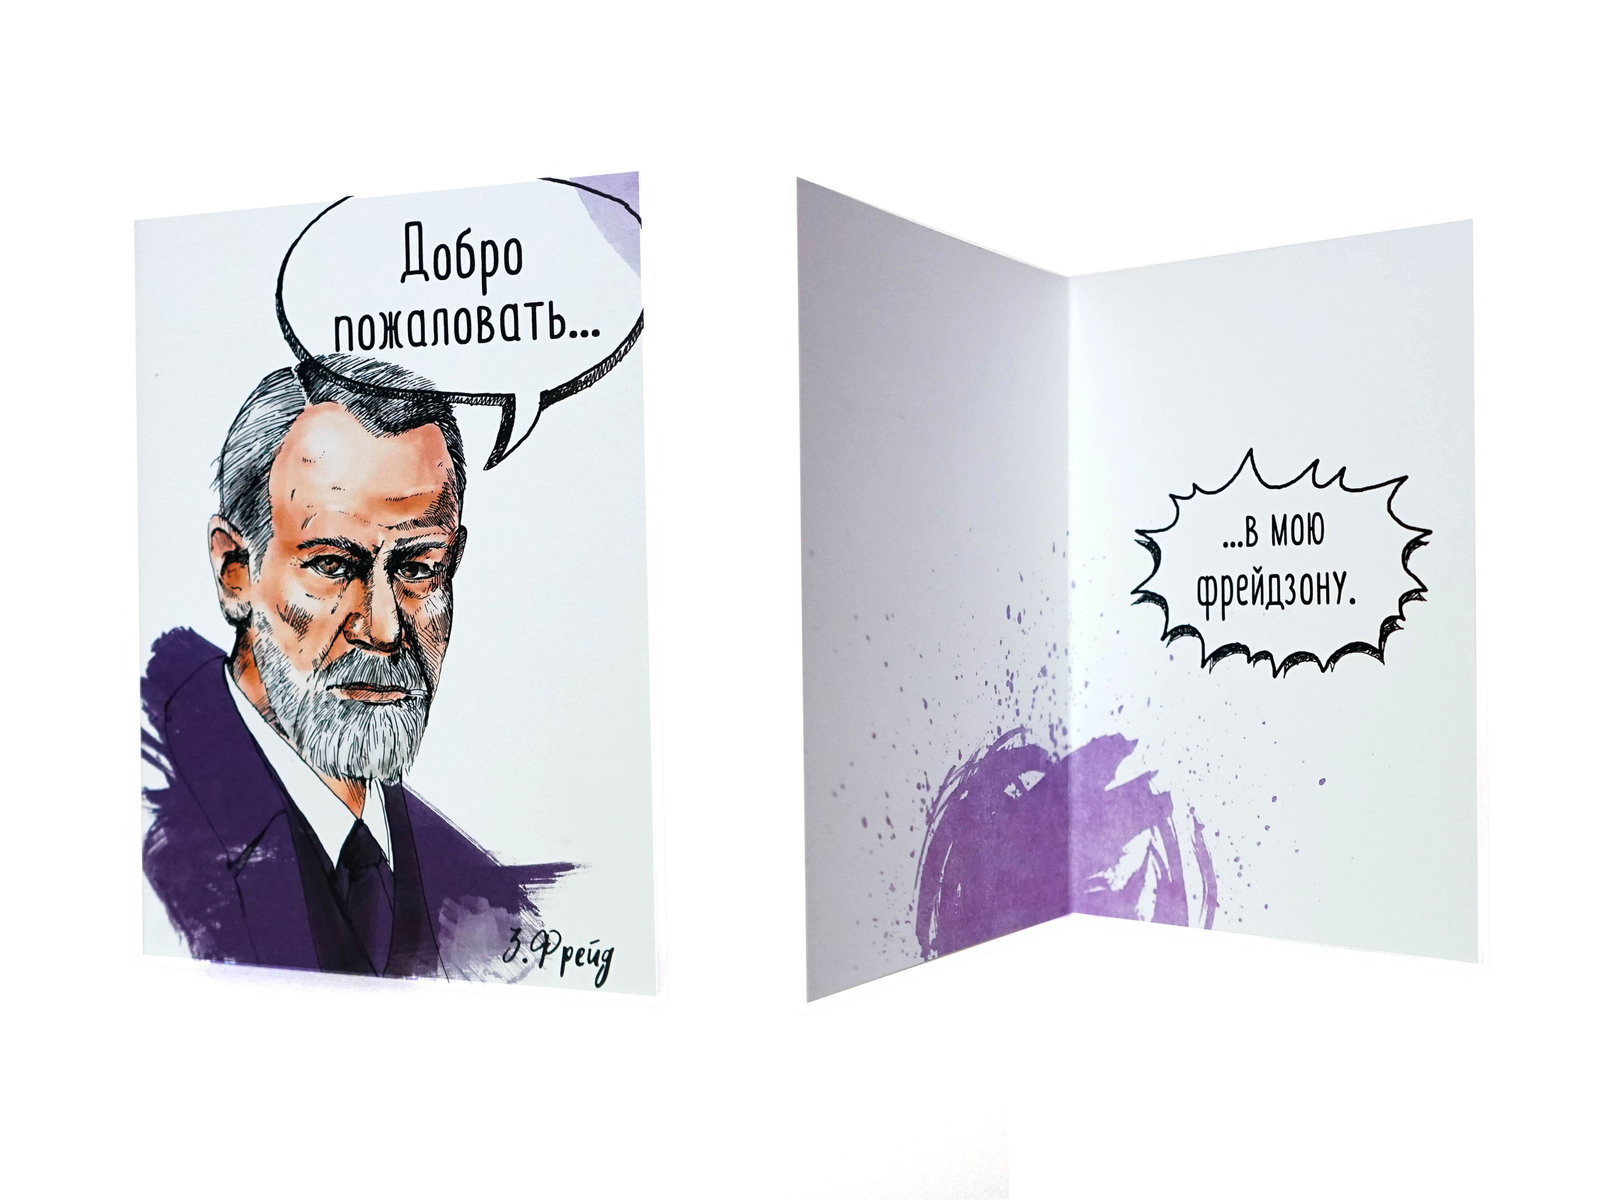 Добро
пожаловать...
З. Фрейд
...в мою
фрейдзону.